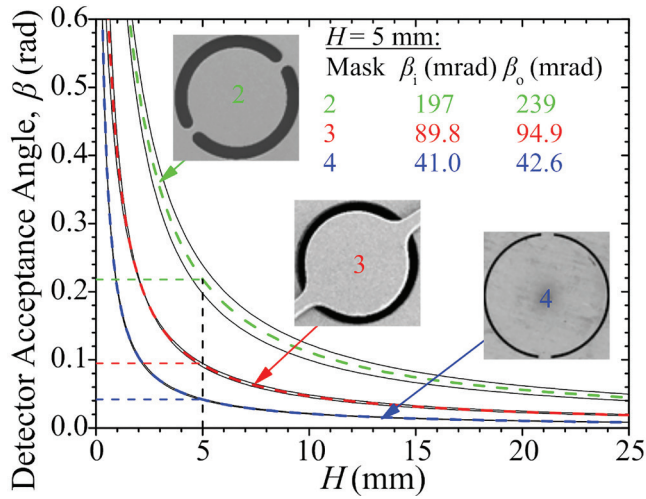 Detector Acceptance Angle, β (rad)
0.6
0.4
0.3
0.2
0.1
0.0
H = 5 mm:
Mask βi (mrad) βo (mrad)
2 197 239
3 89.8 94.9
4 41.0 42.6
2
3
4
0 5 10 15 20 25
H (mm)